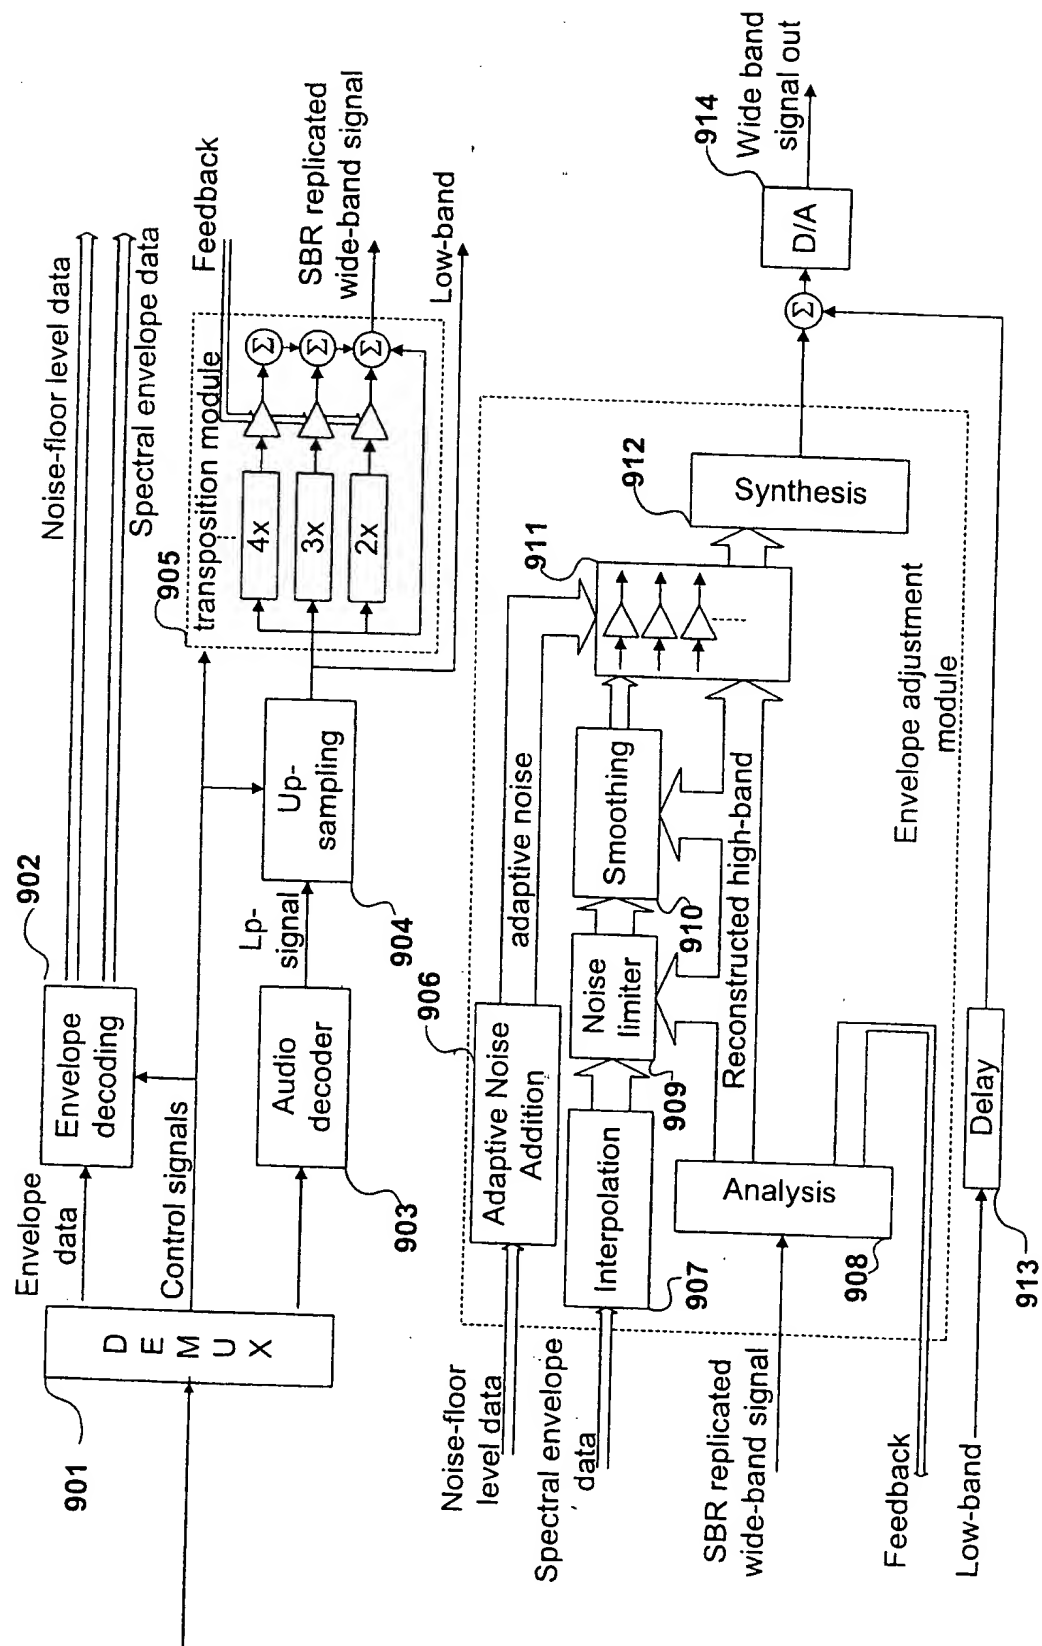 901
D
E
M
U
X
Envelope
data
Control signals
902
Envelope
decoding
Noise-floor level data
Spectral envelope data
903
Audio
decoder
Lp-
signal
904
Up-
sampling
905
transposition module
4x
3x
2x
Σ
Σ
Σ
Feedback
SBR replicated
wide-band signal
Low-band
Noise-floor
level data
Spectral envelope
data
SBR replicated
wide-band signal
Feedback
Low-band
906
Adaptive Noise
Addition
adaptive noise
907
Interpolation
908
Analysis
909
Noise
limiter
910
Smoothing
Reconstructed high-band
911
912
Synthesis
Envelope adjustment
module
913
Delay
Σ
914
D/A
Wide band
signal out